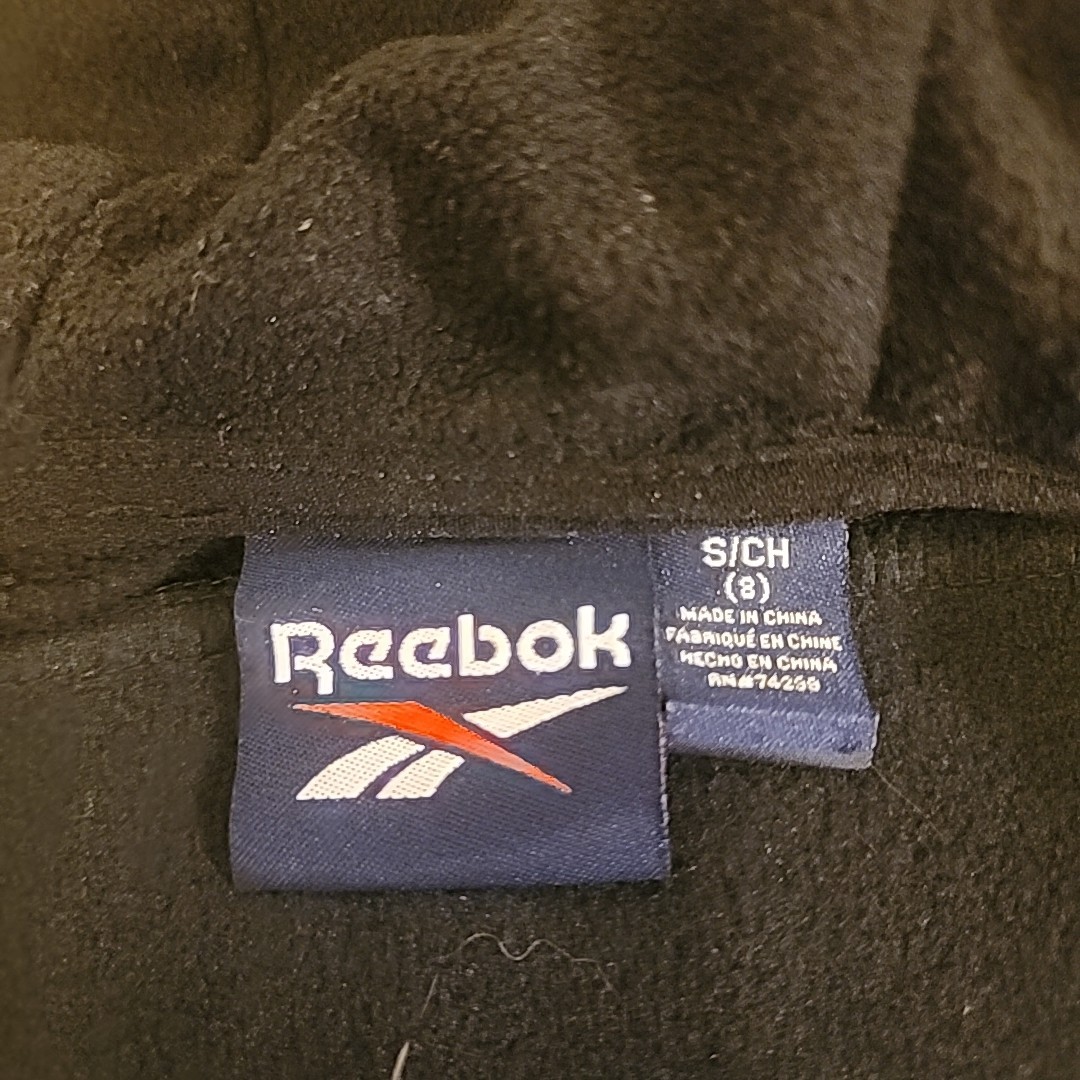 Reebok
S/CH
(8)
MADE IN CHINA
FABRIQUÉ EN CHINE
HECHO EN CHINA